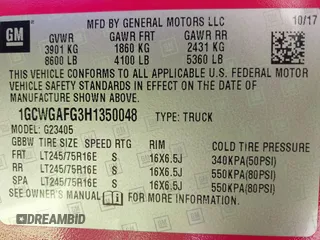 GM
MFD BY GENERAL MOTORS LLC
10/17
GVWR GAWR FRT GAWR RR
3901 KG 1860 KG 2431 KG
8600 LB 4100 LB 5360 LB
THIS VEHICLE CONFORMS TO ALL APPLICABLE U.S. FEDERAL MOTOR
VEHICLE SAFETY STANDARDS IN EFFECT ON THE DATE OF
MANUFACTURE SHOWN ABOVE.
1GCWGAFG3H1350048 TYPE: TRUCK
MODEL: G23405
GBBW TIRE SIZE SPEED RTG RIM COLD TIRE PRESSURE
FRT LT245/75R16E S 16X6.5J 340KPA(50PSI)
RR LT245/75R16E S 16X6.5J 550KPA(80PSI)
SPA LT245/75R16E S 16X6.5J 550KPA(80PSI)
SEE OWNER'S MANUAL FOR MORE INFORMATION.
DREAMBID